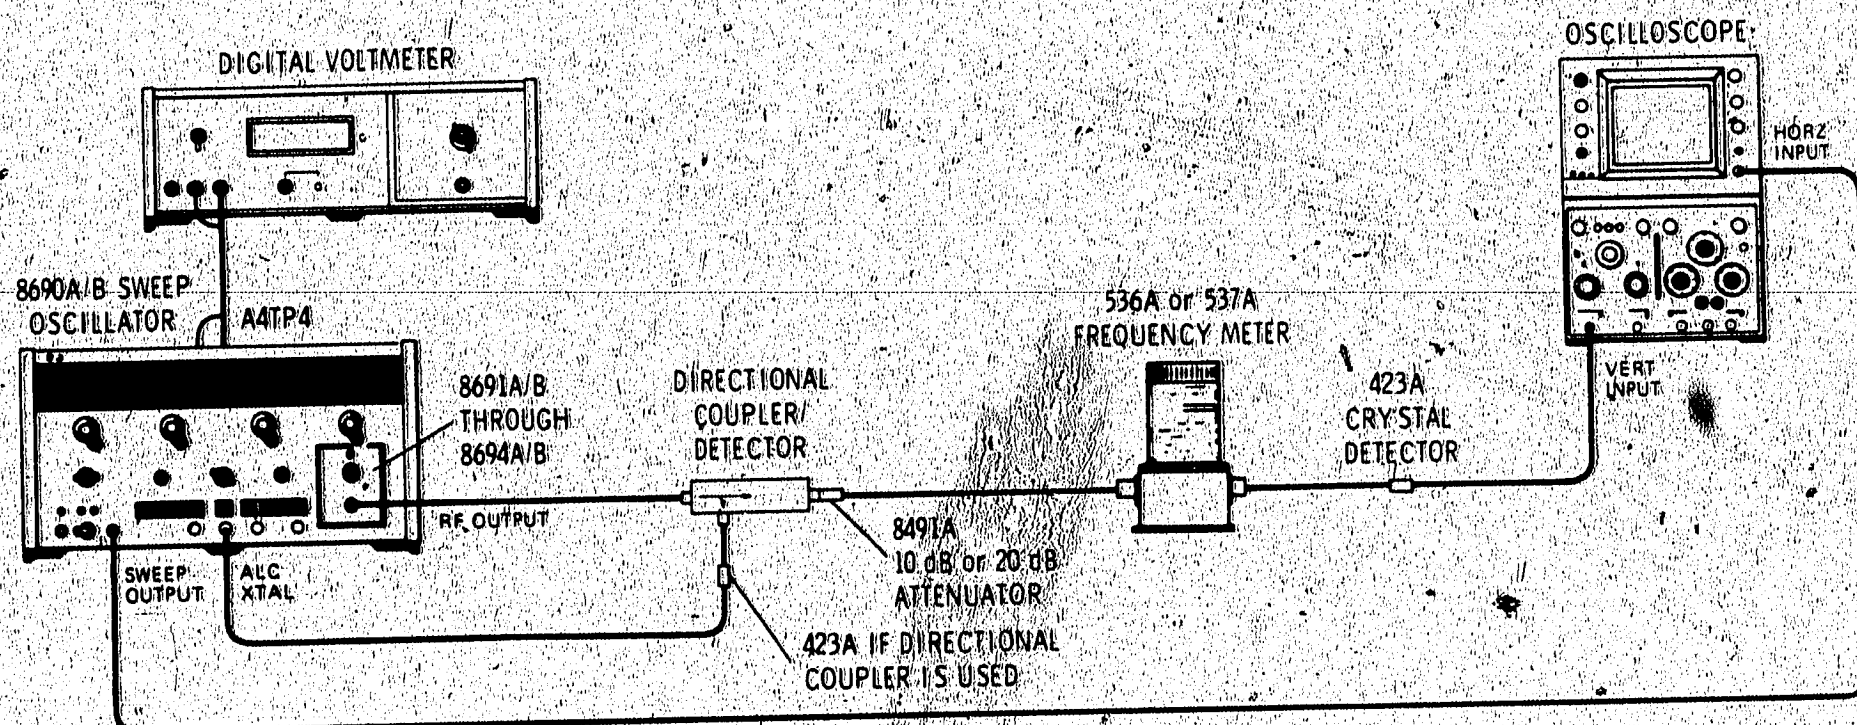 DIGITAL VOLTMETER
OSCILLOSCOPE
HORZ
INPUT
8690A/B SWEEP
OSCILLATOR
A4TP4
536A or 537A
FREQUENCY METER
VERT
INPUT
8691A/B
THROUGH
8694A/B
DIRECTIONAL
COUPLER/
DETECTOR
423A
CRYSTAL
DETECTOR
RF OUTPUT
8491A
10 dB or 20 dB
ATTENUATOR
SWEEP
OUTPUT
ALC
XTAL
423A IF DIRECTIONAL
COUPLER IS USED